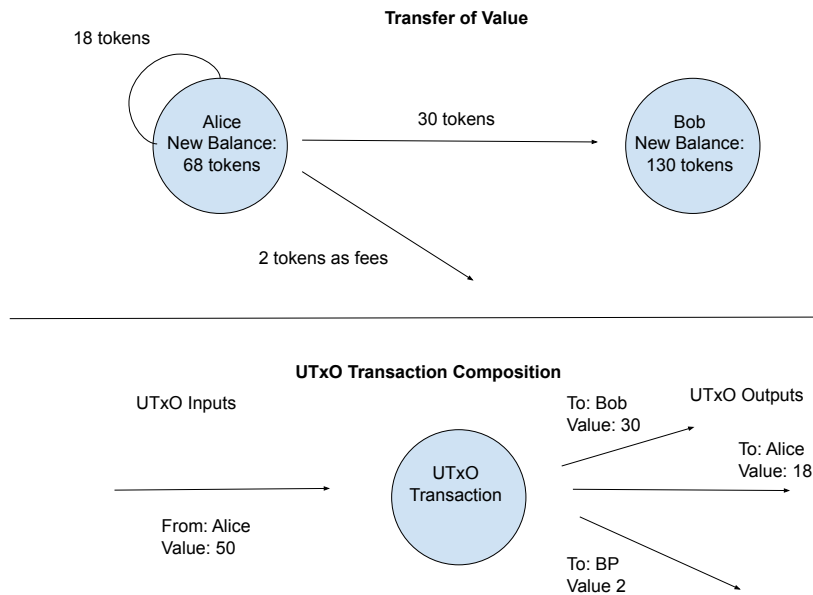 Transfer of Value
18 tokens
Alice
New Balance:
68 tokens
30 tokens
Bob
New Balance:
130 tokens
2 tokens as fees
UTxO Transaction Composition
UTxO Inputs
To: Bob
Value: 30
UTxO Outputs
UTxO
Transaction
To: Alice
Value: 18
From: Alice
Value: 50
To: BP
Value 2